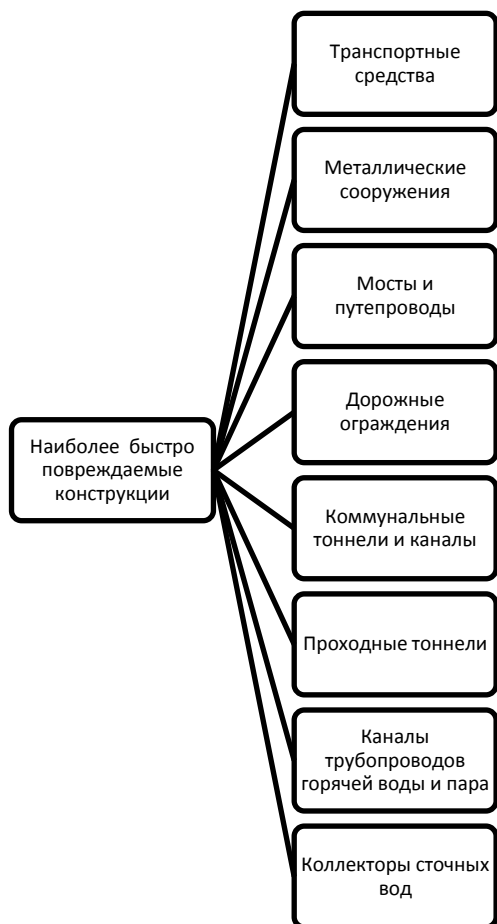 Транспортные
средства
Металлические
сооружения
Мосты и
путепроводы
Дорожные
ограждения
Наиболее быстро
повреждаемые
конструкции
Коммунальные
тоннели и каналы
Проходные тоннели
Каналы
трубопроводов
горячей воды и пара
Коллекторы сточных
вод